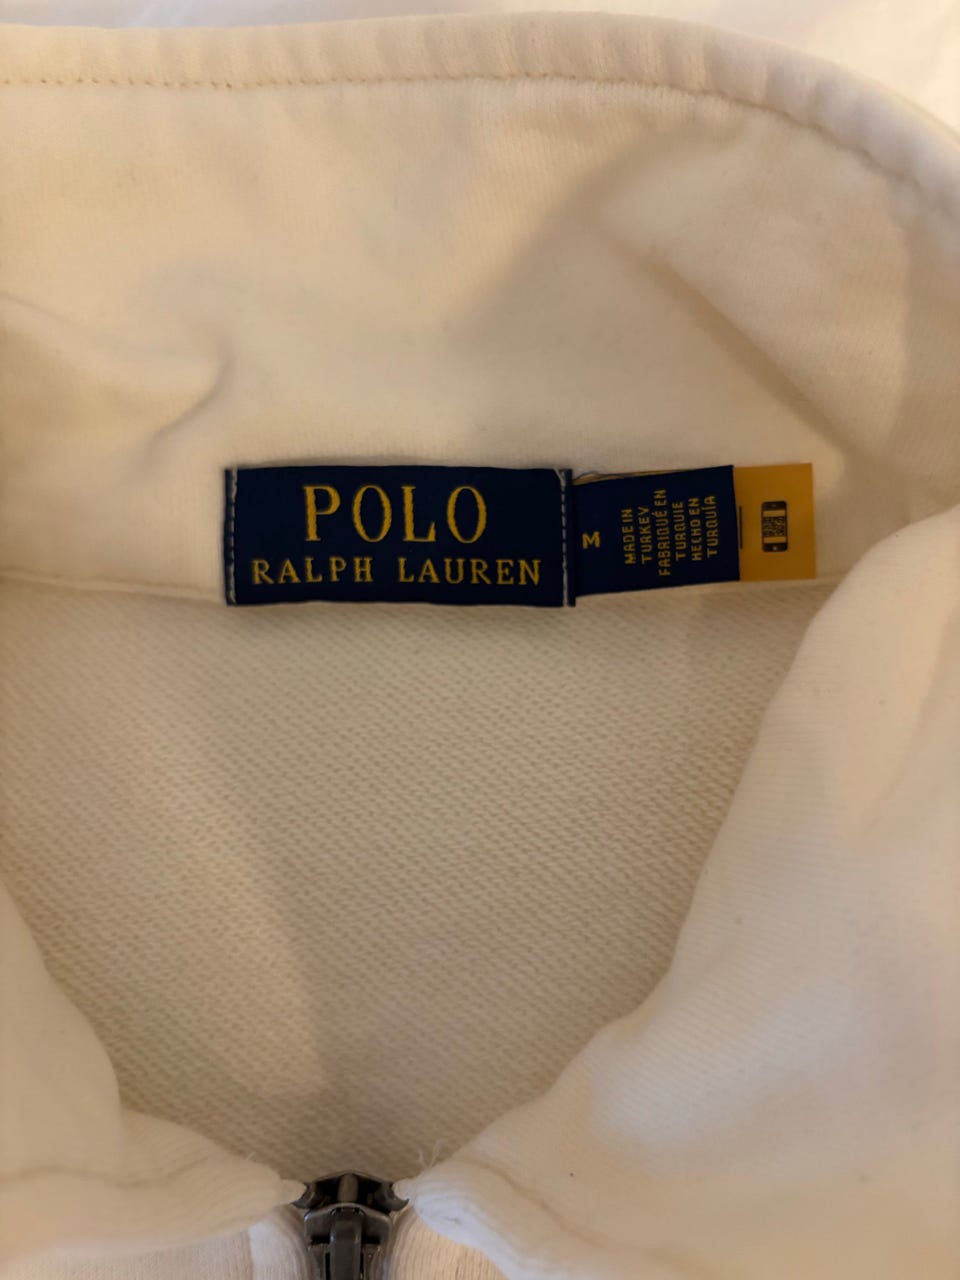 POLO
RALPH LAUREN
M
MADE IN
TURKEY
FABRIQUÉ EN
TURQUIE
HECHO EN
TURQUÍA